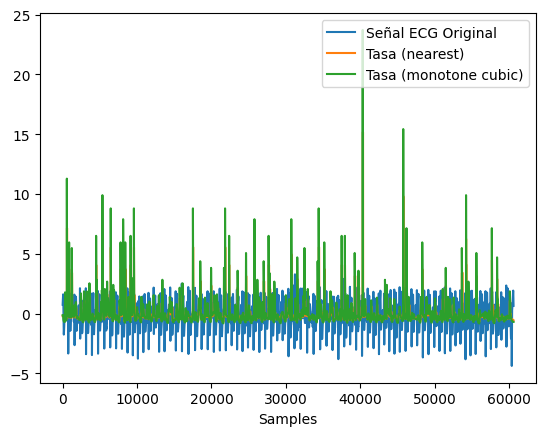 25
20
15
10
5
0
−5
Señal ECG Original
Tasa (nearest)
Tasa (monotone cubic)
0 10000 20000 30000 40000 50000 60000
Samples